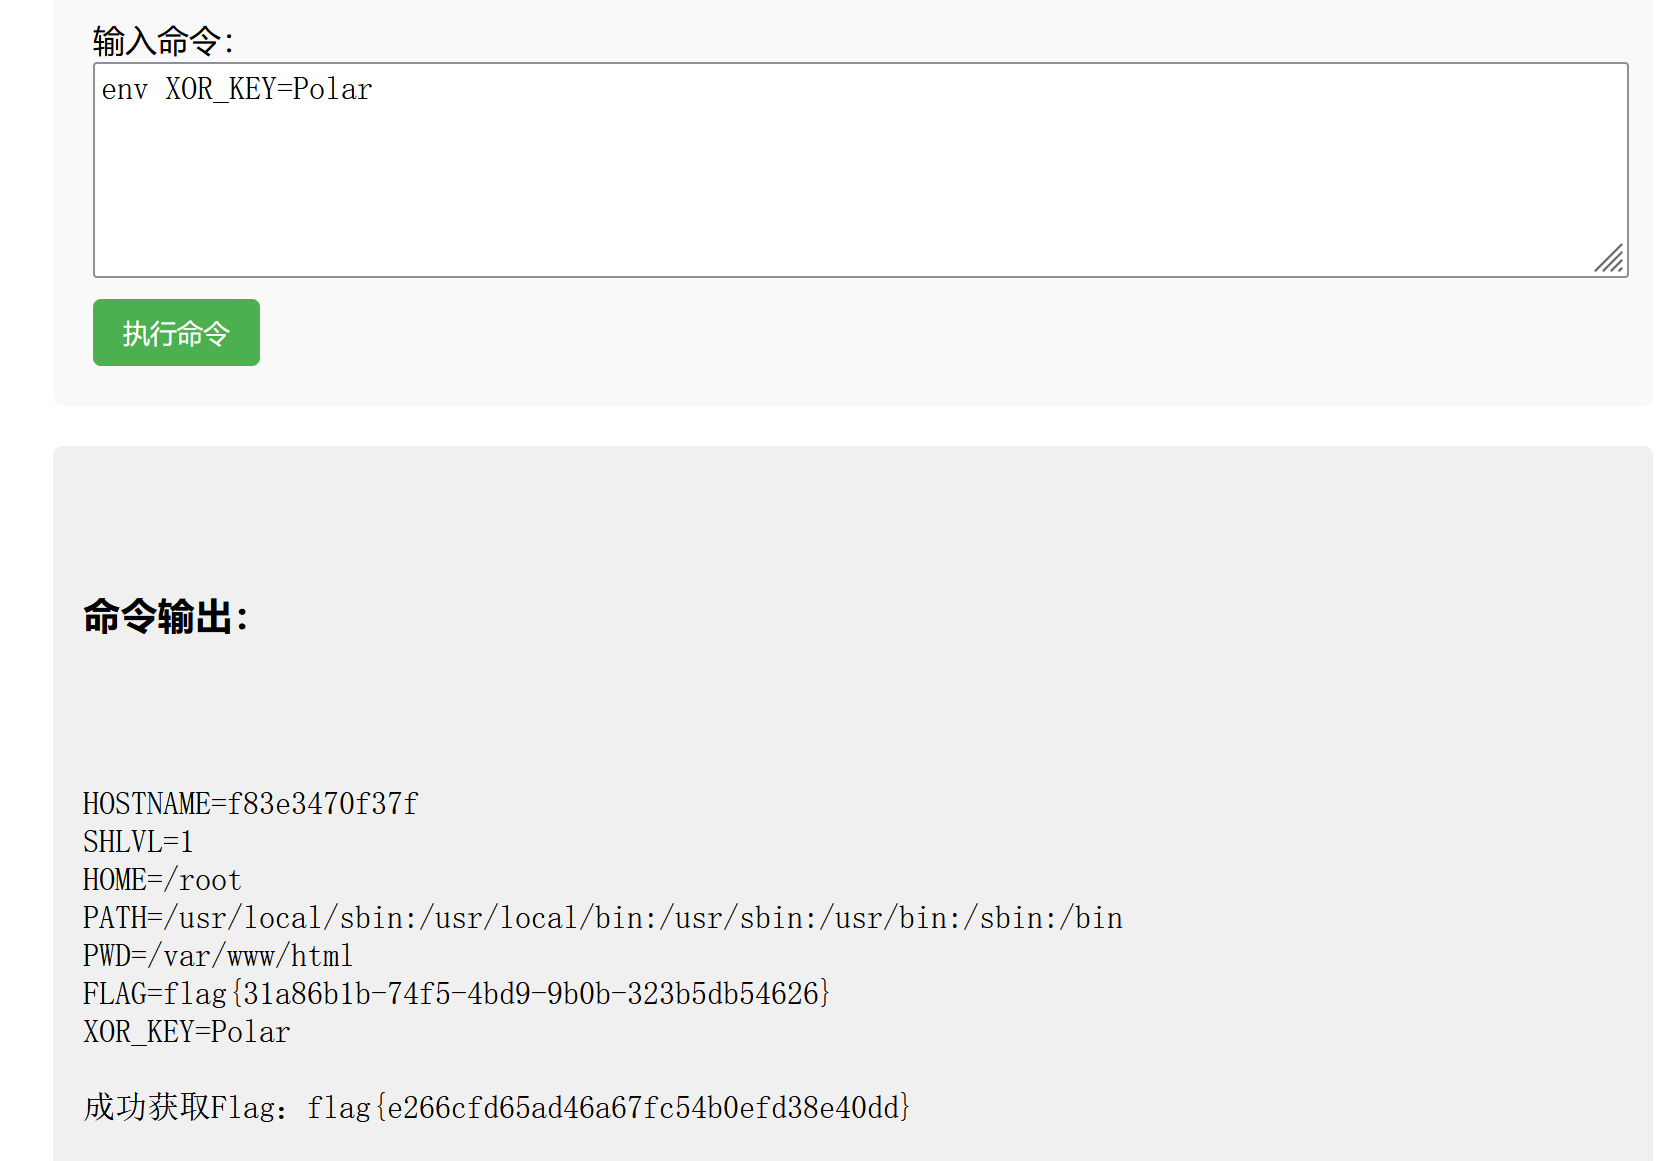 输入命令：
env XOR_KEY=Polar
执行命令
命令输出：
HOSTNAME=f83e3470f37f
SHLVL=1
HOME=/root
PATH=/usr/local/sbin:/usr/local/bin:/usr/sbin:/usr/bin:/sbin:/bin
PWD=/var/www/html
FLAG=flag{31a86b1b-74f5-4bd9-9b0b-323b5db54626}
XOR_KEY=Polar
成功获取Flag：flag{e266cfd65ad46a67fc54b0efd38e40dd}